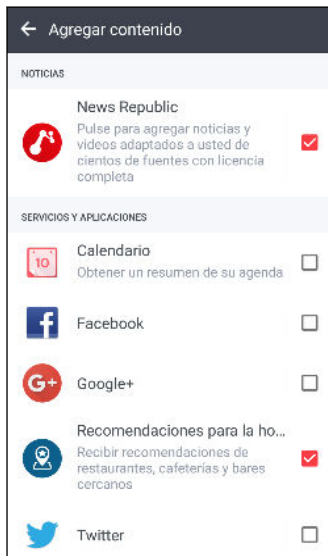 Agregar contenido
NOTICIAS
News Republic
Pulse para agregar noticias y
videos adaptados a usted de
cientos de fuentes con licencia
completa
SERVICIOS Y APLICACIONES
10
Calendario
Obtener un resumen de su agenda
f
Facebook
G+
Google+
Recomendaciones para la ho...
Recibir recomendaciones de
restaurantes, cafeterías y bares
cercanos
Twitter